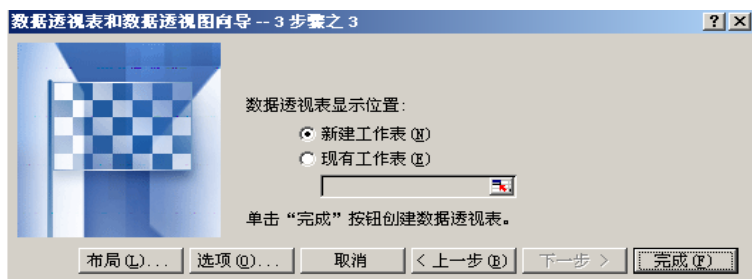 数据透视表和数据透视图向导 -- 3 步骤之 3
数据透视表显示位置:
新建工作表(N)
现有工作表(E)
单击“完成”按钮创建数据透视表。
布局(L)... 选项(O)... 取消 < 上一步(B) 下一步 > 完成(F)